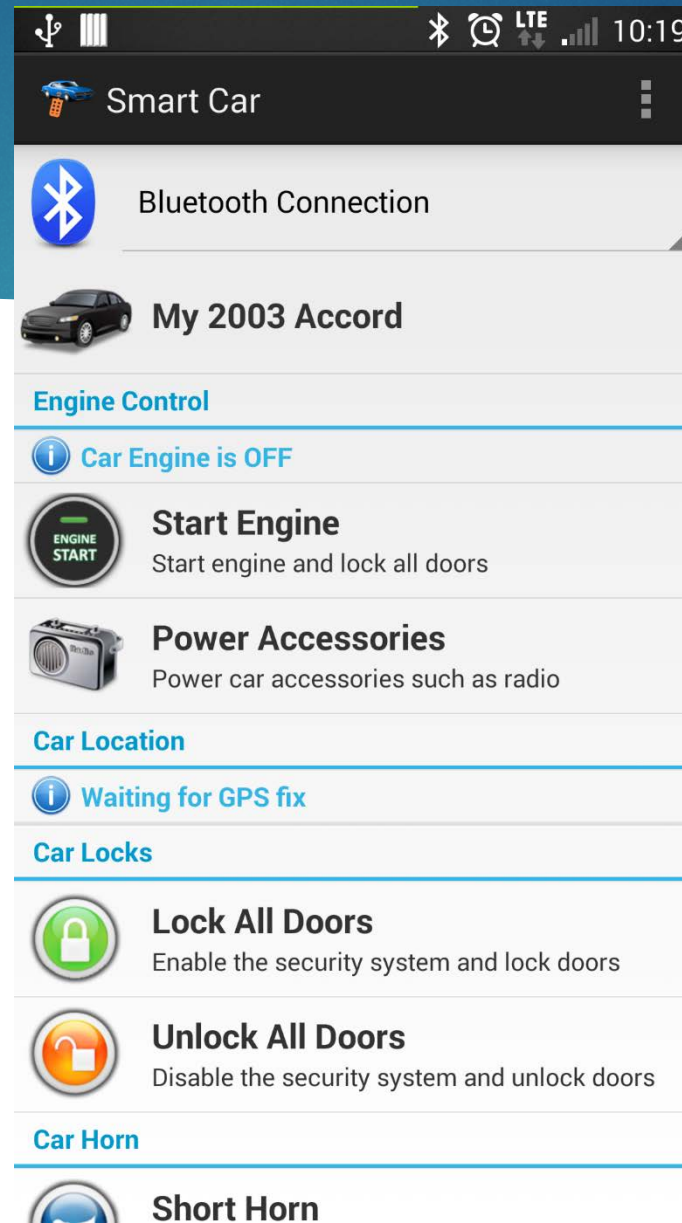 LTE 10:19
Smart Car
Bluetooth Connection
My 2003 Accord
Engine Control
Car Engine is OFF
ENGINE
START
Start Engine
Start engine and lock all doors
Power Accessories
Power car accessories such as radio
Car Location
Waiting for GPS fix
Car Locks
Lock All Doors
Enable the security system and lock doors
Unlock All Doors
Disable the security system and unlock doors
Car Horn
Short Horn